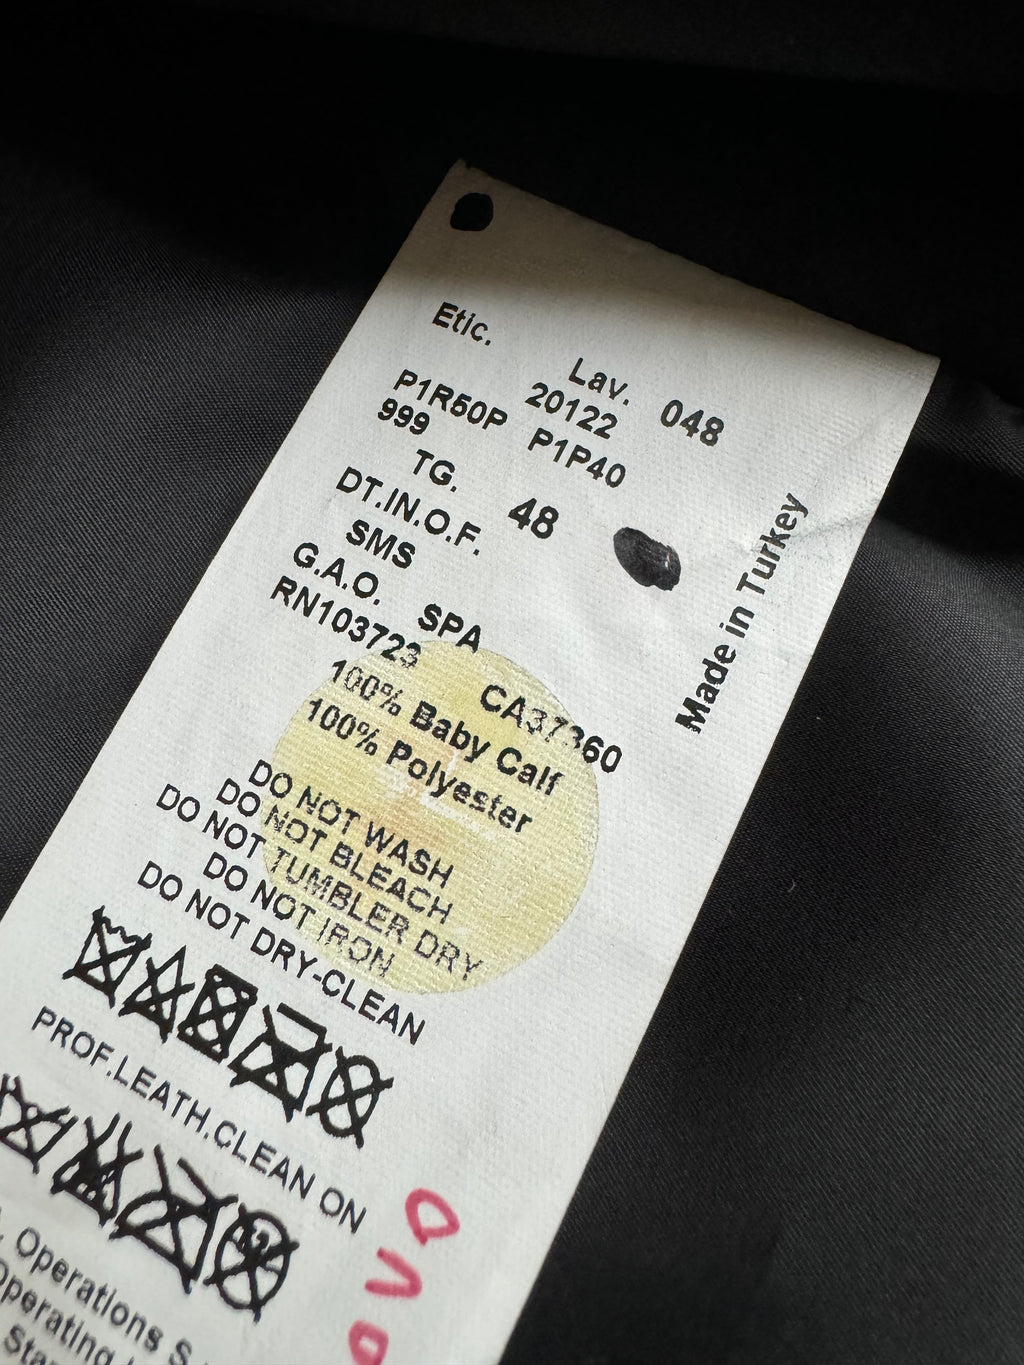 Etic.
Lav. 048
P1R50P 20122
999 P1P40
TG. 48
DT.IN.O.F.
SMS
G.A.O. SPA
RN103723
CA37360
100% Baby Calf
100% Polyester
DO NOT WASH
DO NOT BLEACH
DO NOT TUMBLER DRY
DO NOT IRON
DO NOT DRY-CLEAN
PROF.LEATH.CLEAN ON
Operations S.
Operating
Made in Turkey